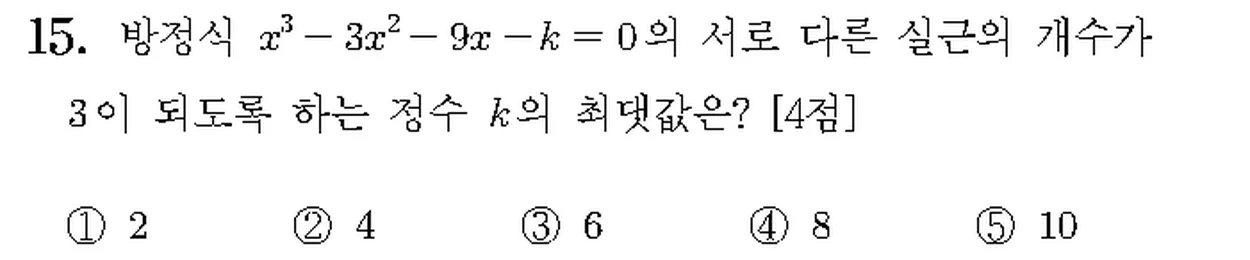 15. 방정식 x³ − 3x² − 9x − k = 0의 서로 다른 실근의 개수가
3이 되도록 하는 정수 k의 최댓값은? [4점]
① 2 ② 4 ③ 6 ④ 8 ⑤ 10